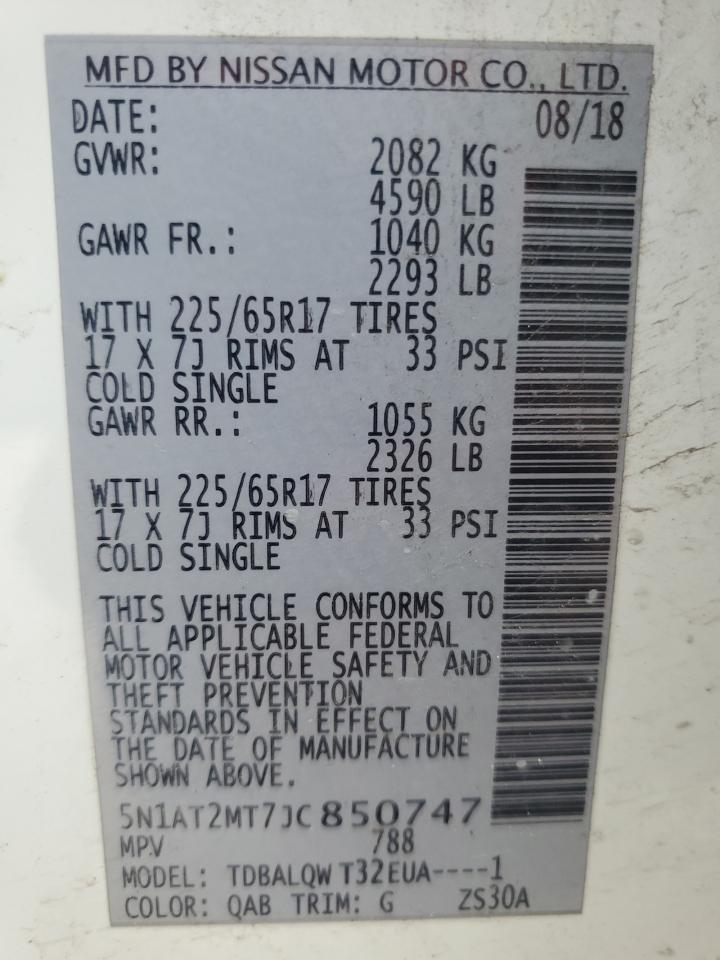 MFD BY NISSAN MOTOR CO., LTD.
DATE: 08/18
GVWR: 2082 KG
4590 LB
GAWR FR.: 1040 KG
2293 LB
WITH 225/65R17 TIRES
17 X 7J RIMS AT 33 PSI
COLD SINGLE
GAWR RR.: 1055 KG
2326 LB
WITH 225/65R17 TIRES
17 X 7J RIMS AT 33 PSI
COLD SINGLE
THIS VEHICLE CONFORMS TO
ALL APPLICABLE FEDERAL
MOTOR VEHICLE SAFETY AND
THEFT PREVENTION
STANDARDS IN EFFECT ON
THE DATE OF MANUFACTURE
SHOWN ABOVE.
5N1AT2MT7JC850747
MPV 788
MODEL: TDBALQW T32EUA----1
COLOR: QAB TRIM: G ZS30A